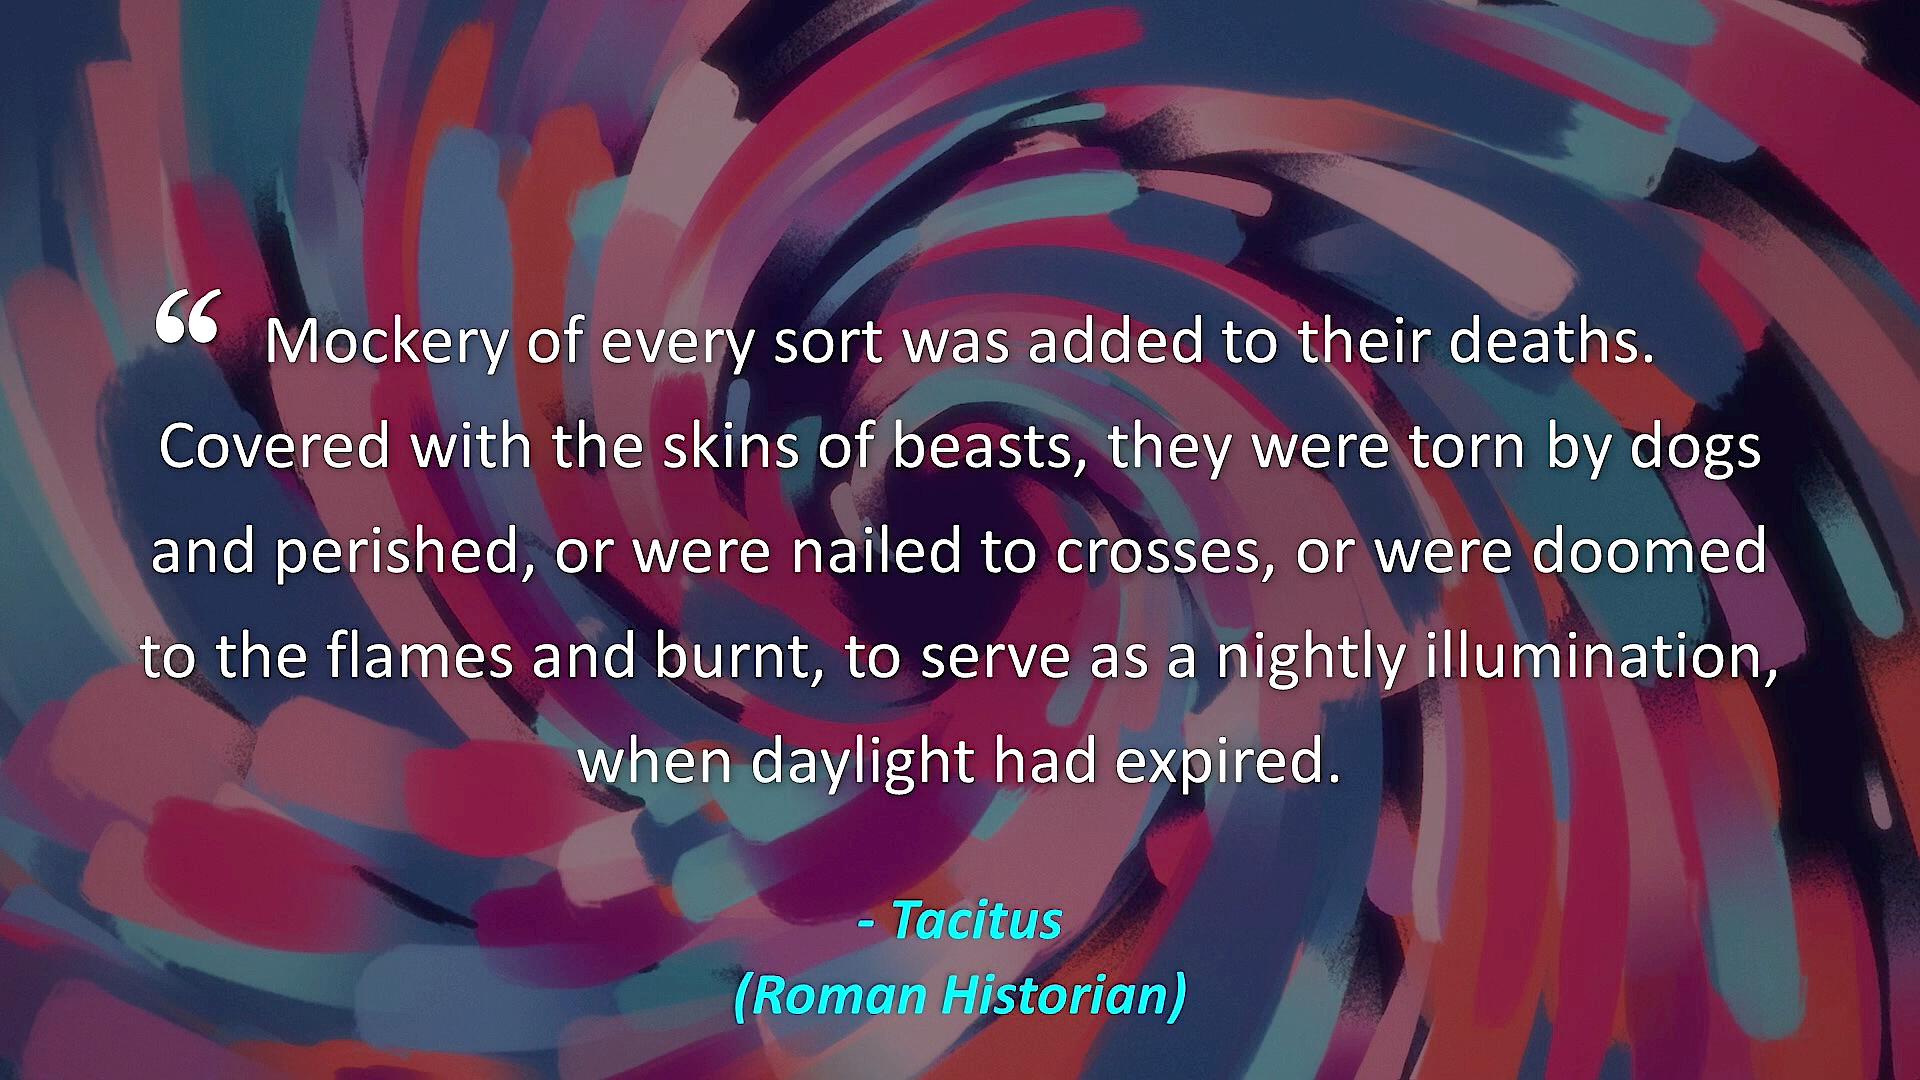 “ Mockery of every sort was added to their deaths.
Covered with the skins of beasts, they were torn by dogs
and perished, or were nailed to crosses, or were doomed
to the flames and burnt, to serve as a nightly illumination,
when daylight had expired.
- Tacitus
(Roman Historian)